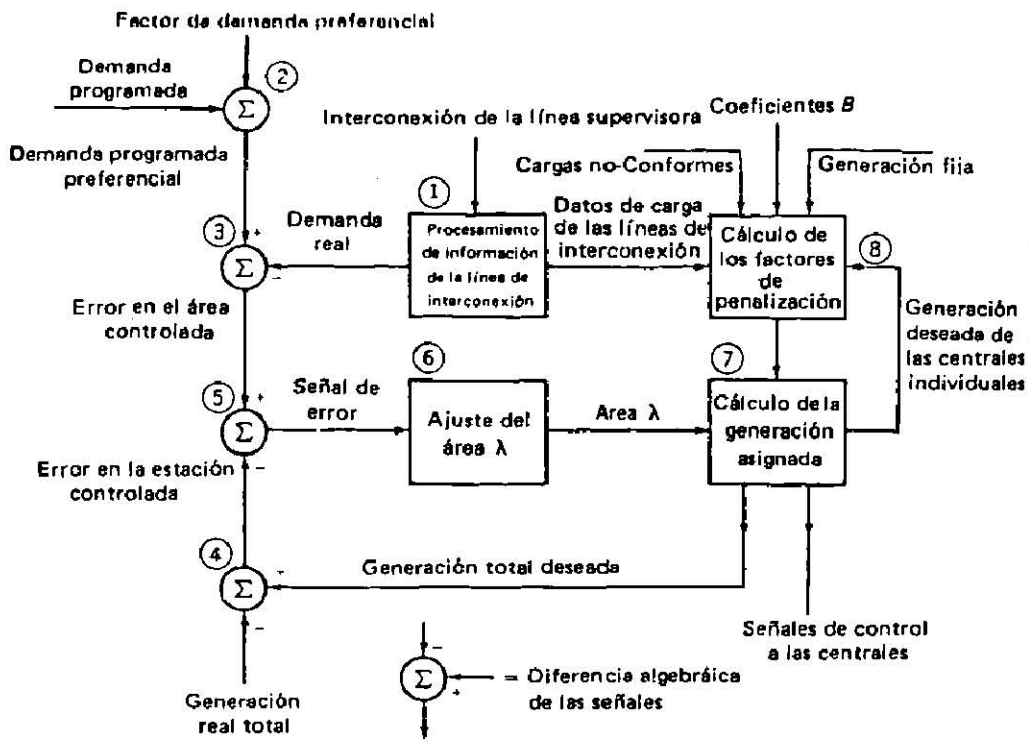 Factor de demanda preferencial
Demanda
programada
2
Σ
Demanda programada
preferencial
Interconexión de la línea supervisora
Coeficientes B
Cargas no-Conformes
Generación fija
1
Procesamiento
de información
de la línea de
interconexión
Demanda
real
Datos de carga
de las líneas de
interconexión
Cálculo de
los factores
de
penalización
8
3
+
Σ
-
Error en el área
controlada
Generación
deseada de
las centrales
individuales
5
+
Σ
-
Señal de
error
6
Ajuste del
área λ
Area λ
7
Cálculo de la
generación
asignada
Error en la estación
controlada
4
Σ
+
-
Generación total deseada
Generación
real total
Señales de control
a las centrales
-
Σ
+
= Diferencia algebráica
de las señales